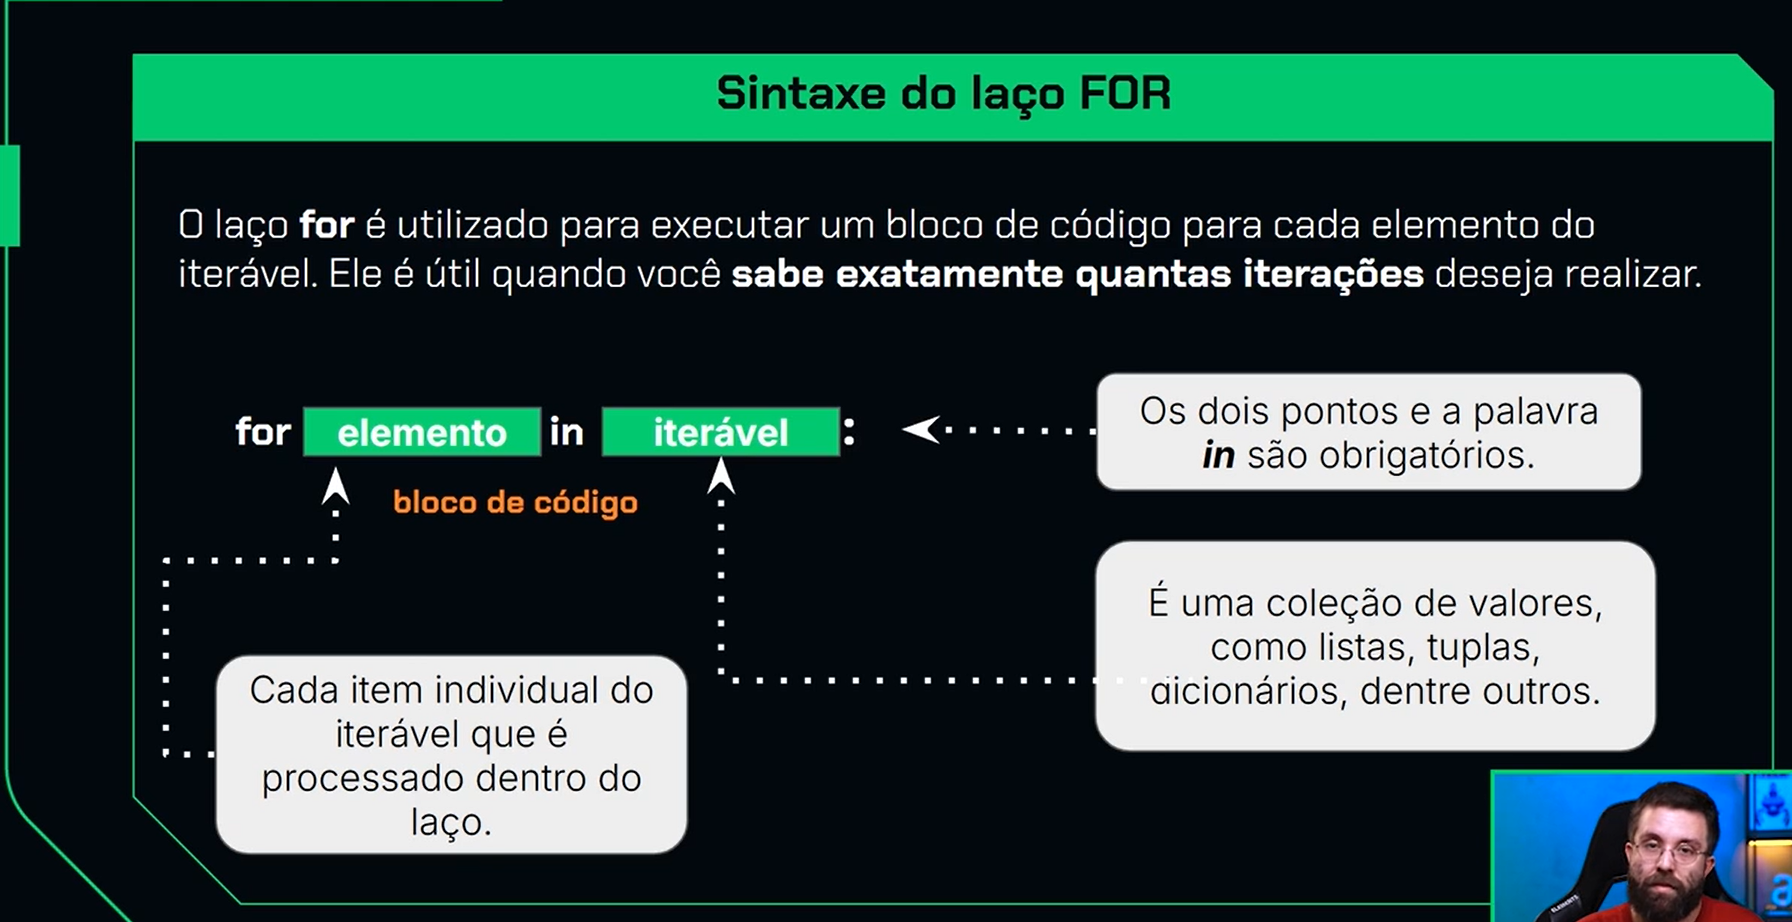 Sintaxe do laço FOR
O laço for é utilizado para executar um bloco de código para cada elemento do
iterável. Ele é útil quando você sabe exatamente quantas iterações deseja realizar.
for elemento in iterável :
bloco de código
Os dois pontos e a palavra
in são obrigatórios.
É uma coleção de valores,
como listas, tuplas,
dicionários, dentre outros.
Cada item individual do
iterável que é
processado dentro do
laço.
ELEMENTS
a